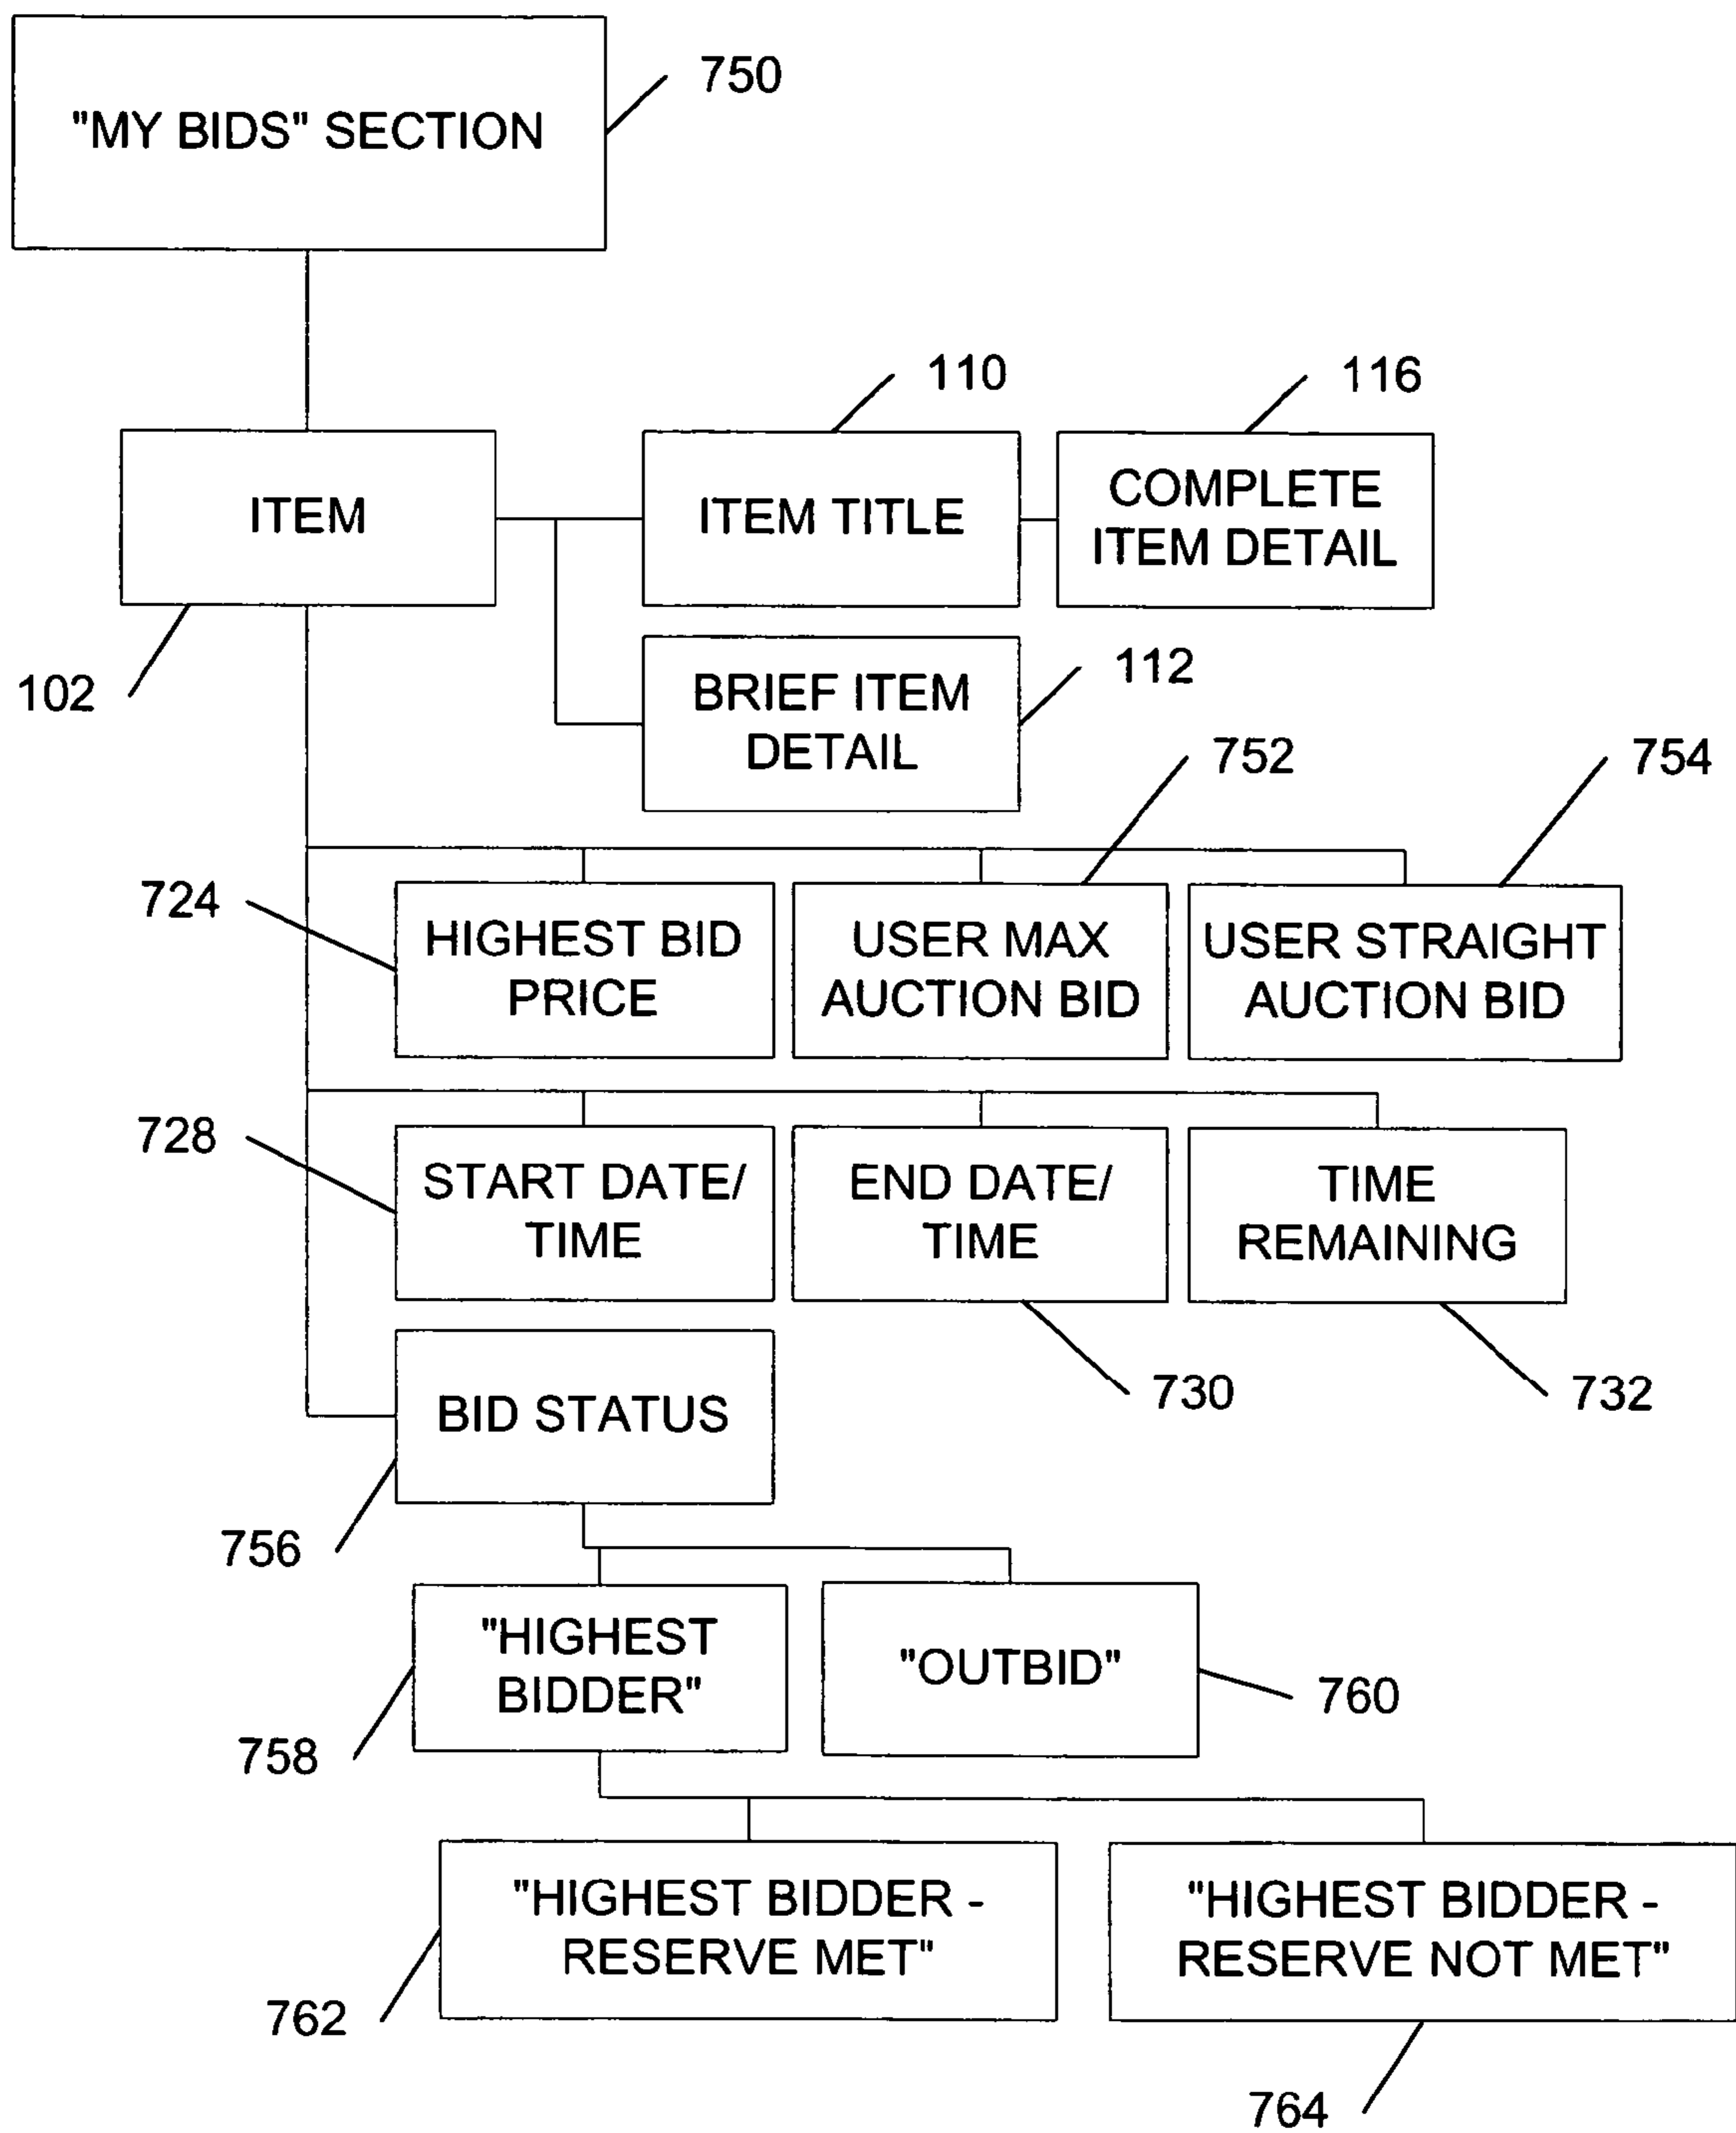 "MY BIDS" SECTION
750
110
116
ITEM
ITEM TITLE
COMPLETE
ITEM DETAIL
102
BRIEF ITEM
DETAIL
112
752
754
724
HIGHEST BID
PRICE
USER MAX
AUCTION BID
USER STRAIGHT
AUCTION BID
728
START DATE/
TIME
END DATE/
TIME
TIME
REMAINING
730
732
BID STATUS
756
"HIGHEST
BIDDER"
"OUTBID"
758
760
"HIGHEST BIDDER -
RESERVE MET"
"HIGHEST BIDDER -
RESERVE NOT MET"
762
764